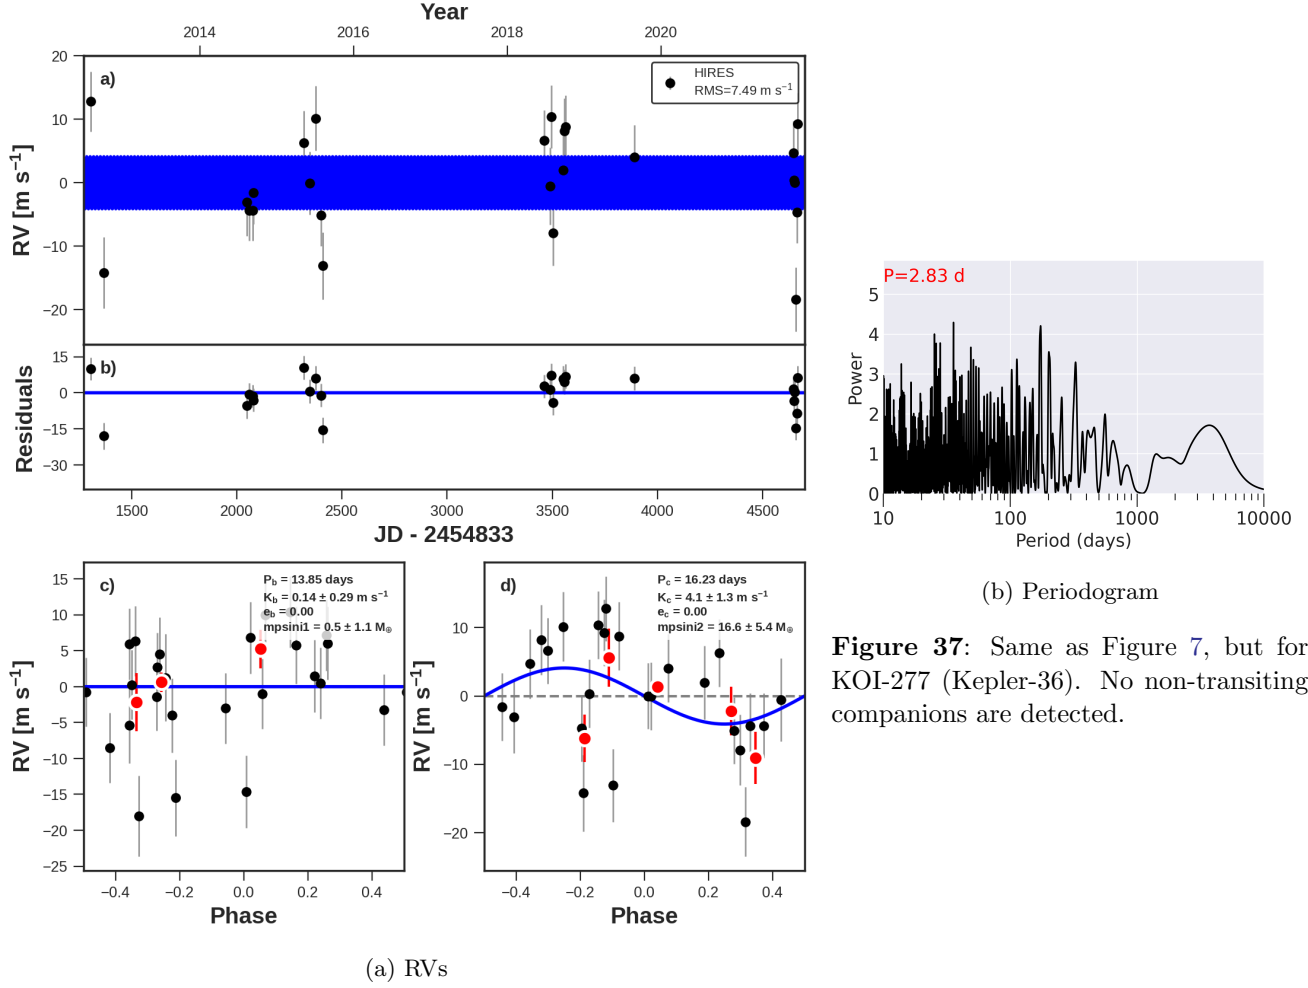 Year
2014 2016 2018 2020
a)
HIRES
RMS=7.49 m s⁻¹
RV [m s⁻¹]
20
10
0
−10
−20
b)
Residuals
15
0
−15
−30
1500 2000 2500 3000 3500 4000 4500
JD - 2454833
c)
P_b = 13.85 days
K_b = 0.14 ± 0.29 m s⁻¹
e_b = 0.00
mpsini1 = 0.5 ± 1.1 M⊕
RV [m s⁻¹]
15
10
5
0
−5
−10
−15
−20
−25
−0.4 −0.2 0.0 0.2 0.4
Phase
d)
P_c = 16.23 days
K_c = 4.1 ± 1.3 m s⁻¹
e_c = 0.00
mpsini2 = 16.6 ± 5.4 M⊕
RV [m s⁻¹]
10
0
−10
−20
−0.4 −0.2 0.0 0.2 0.4
Phase
(a) RVs
P=2.83 d
Power
5
4
3
2
1
0
10 100 1000 10000
Period (days)
(b) Periodogram
Figure 37: Same as Figure 7, but for
KOI-277 (Kepler-36). No non-transiting
companions are detected.